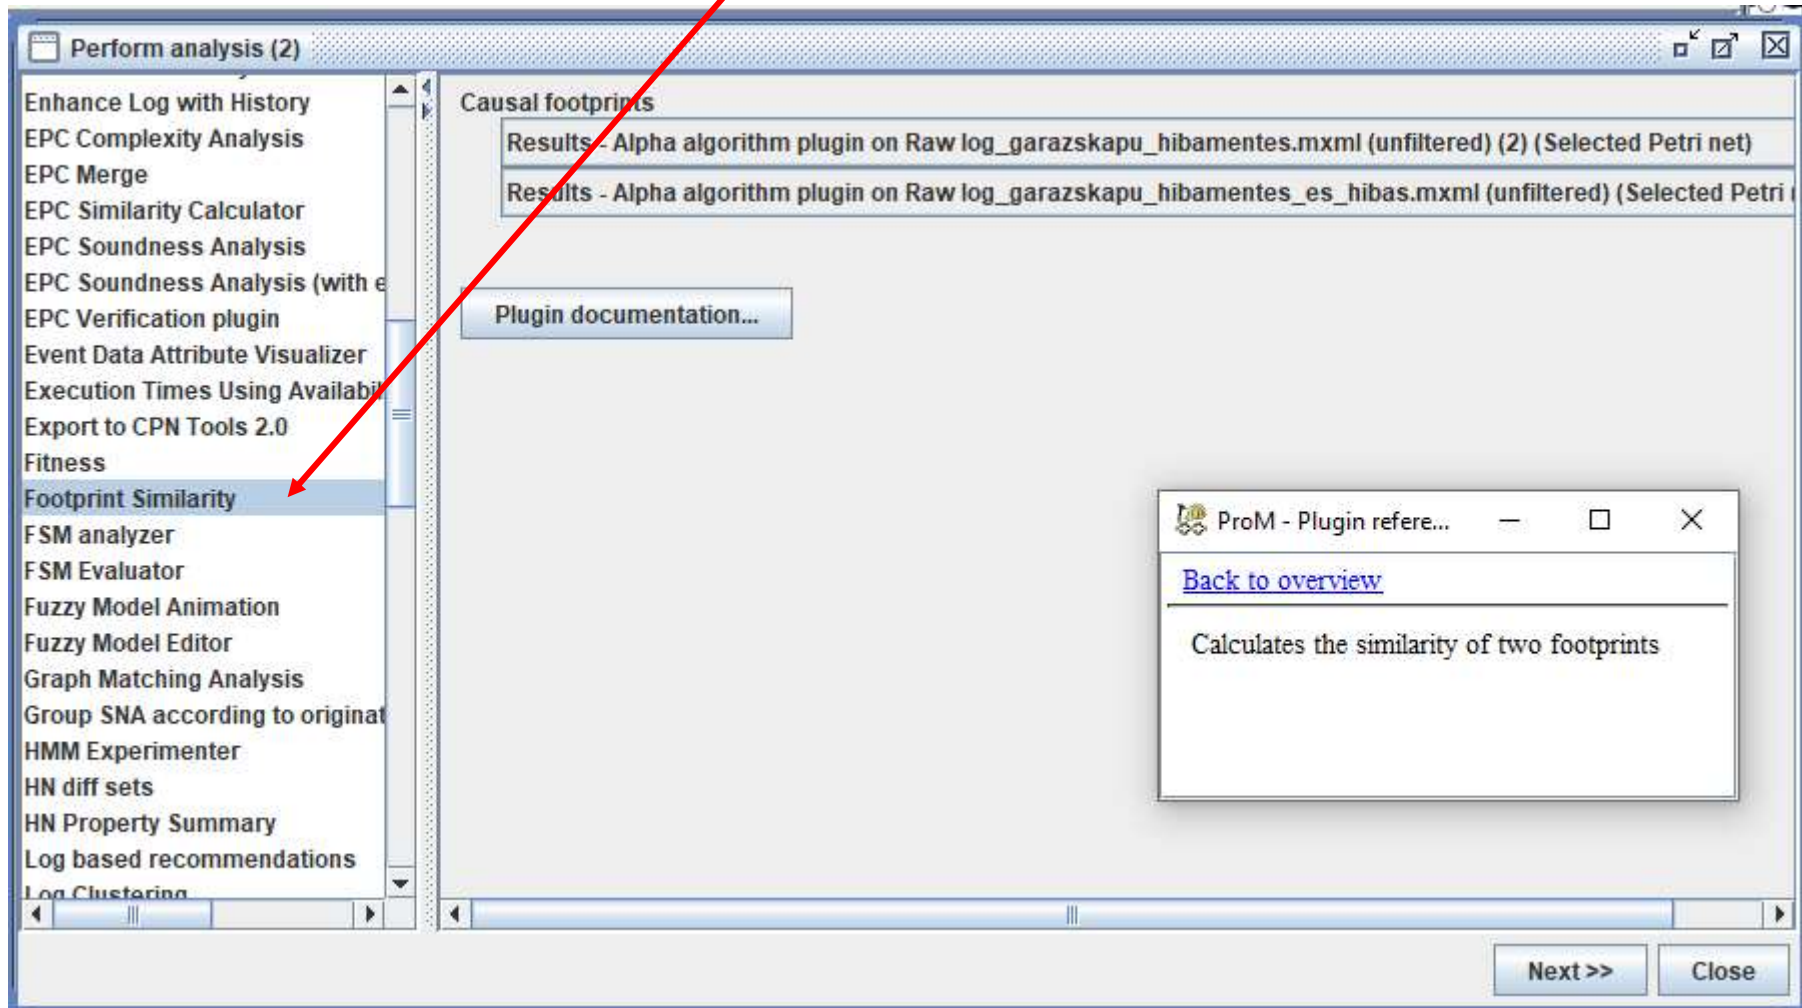 Perform analysis (2)
Enhance Log with History
EPC Complexity Analysis
EPC Merge
EPC Similarity Calculator
EPC Soundness Analysis
EPC Soundness Analysis (with e
EPC Verification plugin
Event Data Attribute Visualizer
Execution Times Using Availabil
Export to CPN Tools 2.0
Fitness
Footprint Similarity
FSM analyzer
FSM Evaluator
Fuzzy Model Animation
Fuzzy Model Editor
Graph Matching Analysis
Group SNA according to originat
HMM Experimenter
HN diff sets
HN Property Summary
Log based recommendations
Log Clustering
Causal footprints
Results - Alpha algorithm plugin on Raw log_garazskapu_hibamentes.mxml (unfiltered) (2) (Selected Petri net)
Results - Alpha algorithm plugin on Raw log_garazskapu_hibamentes_es_hibas.mxml (unfiltered) (Selected Petri
Plugin documentation...
ProM - Plugin refere...
Back to overview
Calculates the similarity of two footprints
Next >>
Close